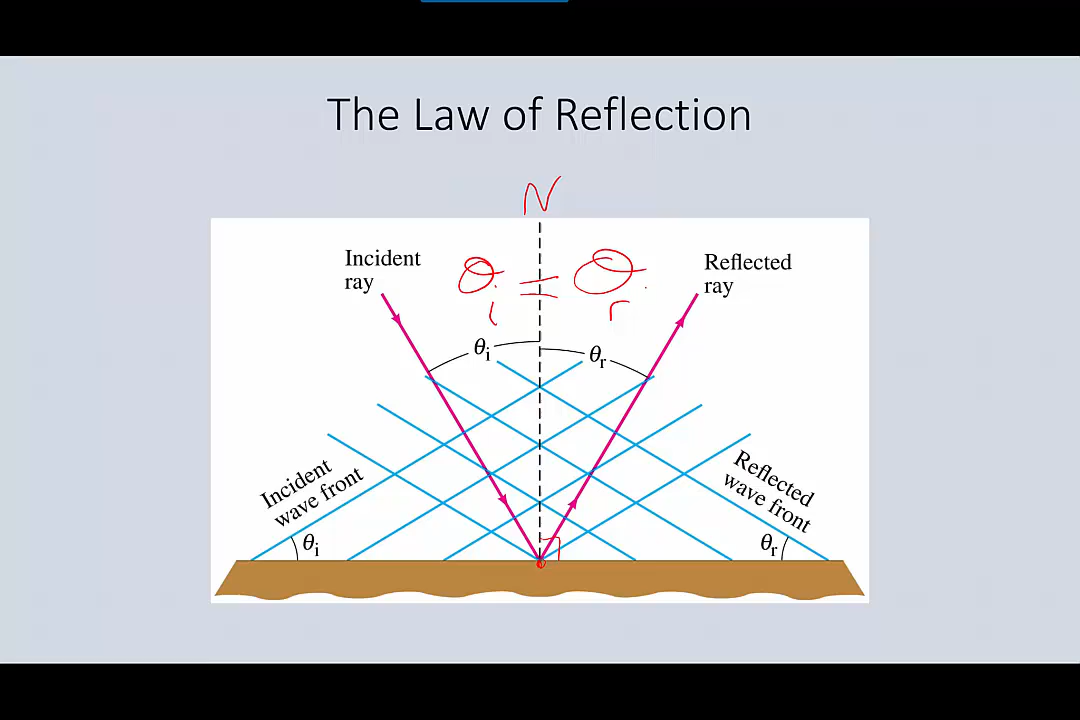 The Law of Reflection
N
Incident
ray
θi = θr
Reflected
ray
θi
θr
Incident
wave front
Reflected
wave front
θi
θr